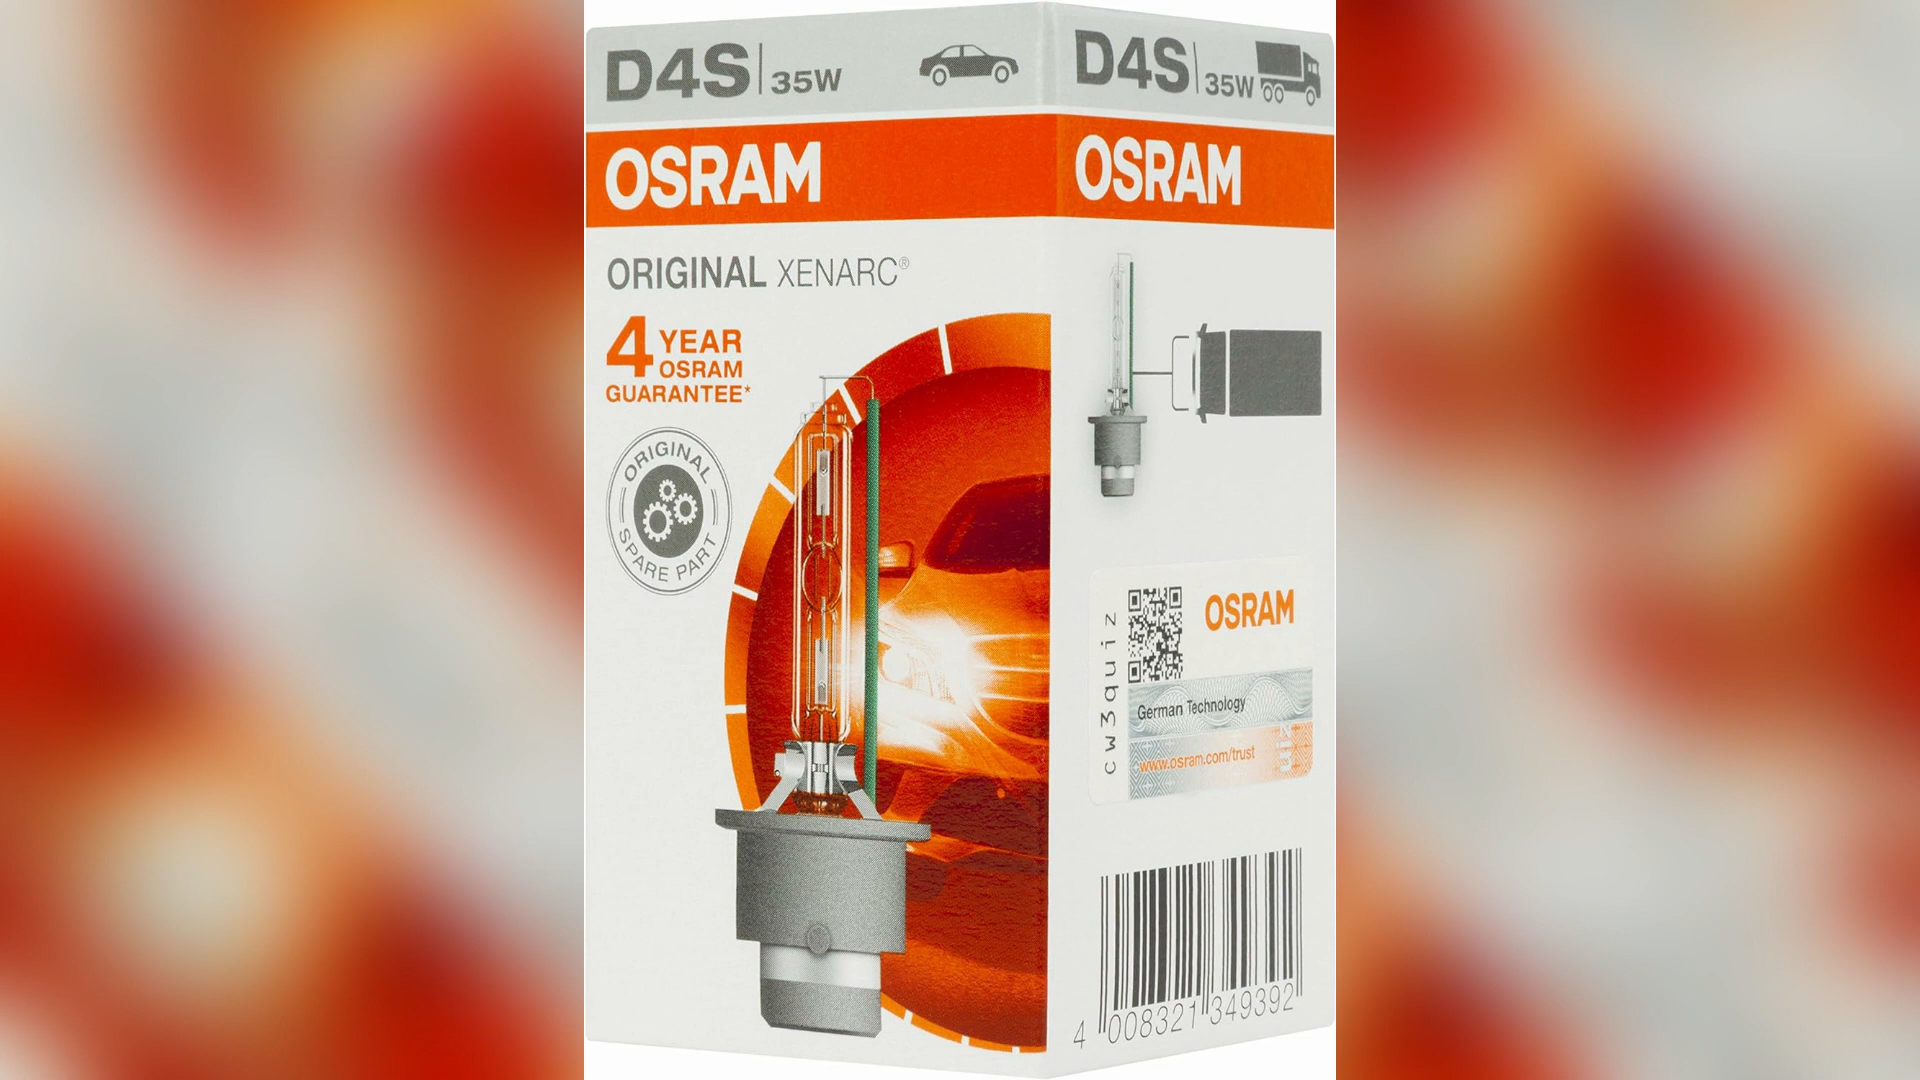 D4S 35W
OSRAM
ORIGINAL XENARC®
4 YEAR
OSRAM
GUARANTEE*
ORIGINAL
SPARE PART
D4S 35W
OSRAM
cw3quiz
OSRAM
German Technology
www.osram.com/trust
4 008321 349392